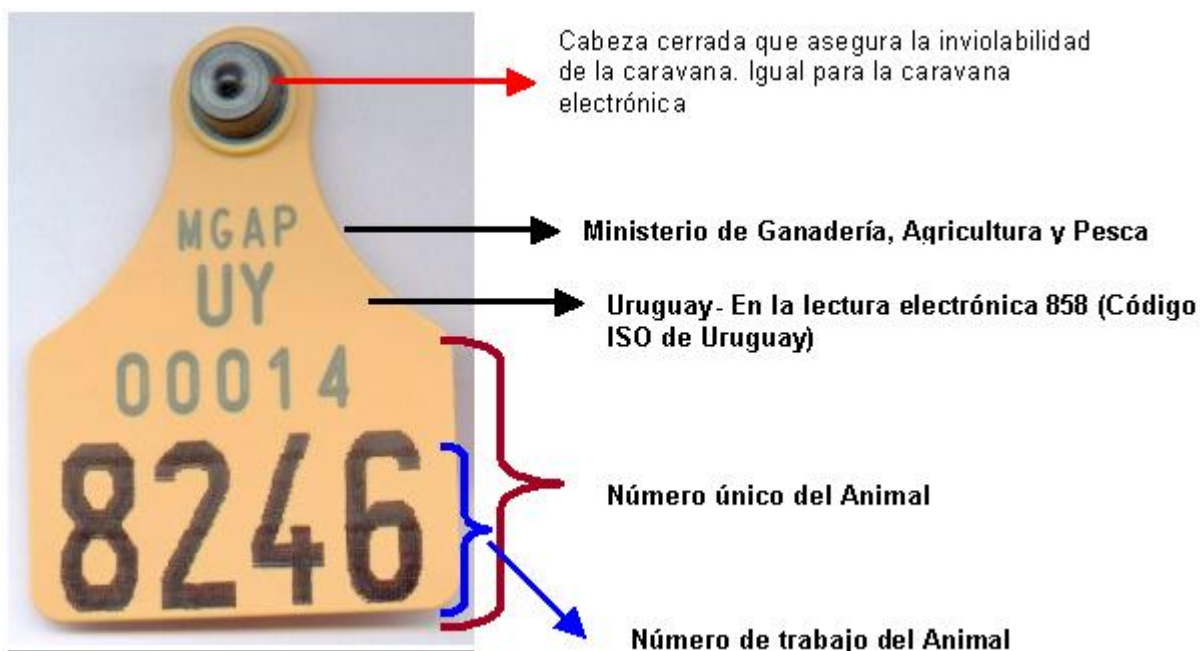 Cabeza cerrada que asegura la inviolabilidad
de la caravana. Igual para la caravana
electrónica
MGAP
UY
00014
8246
Ministerio de Ganadería, Agricultura y Pesca
Uruguay- En la lectura electrónica 858 (Código
ISO de Uruguay)
Número único del Animal
Número de trabajo del Animal